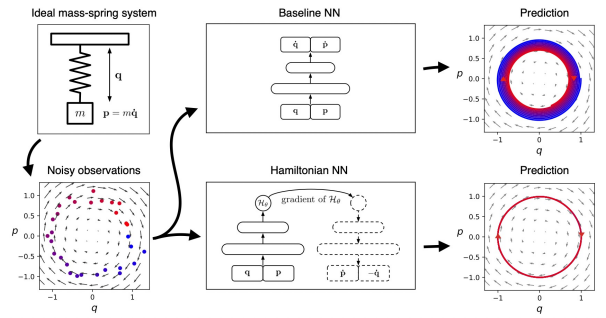 Ideal mass-spring system
q
m
p = mq̇
Baseline NN
q̇ ṗ
q p
Prediction
p
1.0
0.5
0.0
−0.5
−1.0
−1 0 1
q
Noisy observations
p
1.0
0.5
0.0
−0.5
−1.0
−1 0 1
q
Hamiltonian NN
ℋθ
gradient of ℋθ
q p
ṗ −q̇
Prediction
p
1.0
0.5
0.0
−0.5
−1.0
−1 0 1
q